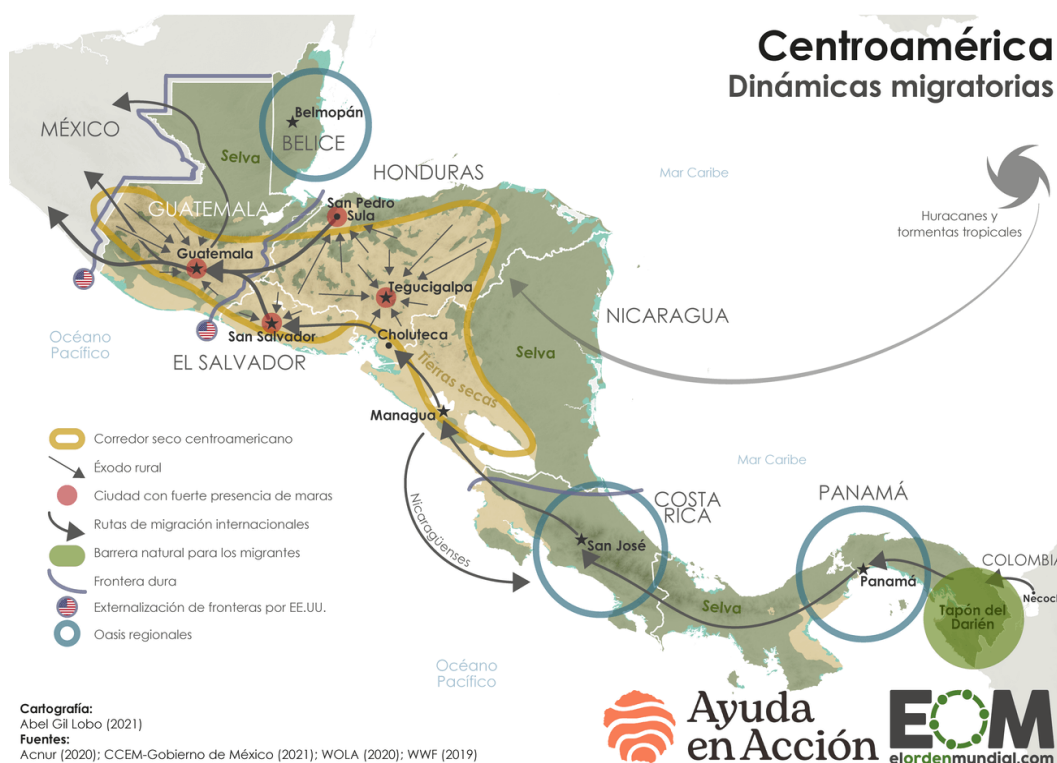 Centroamérica
Dinámicas migratorias
MÉXICO
Belmopán
BELICE
Selva
HONDURAS
Mar Caribe
GUATEMALA
San Pedro
Sula
Huracanes y
tormentas tropicales
Guatemala
Tegucigalpa
NICARAGUA
Océano
Pacífico
San Salvador
Choluteca
EL SALVADOR
Selva
Tierras secas
Managua
Corredor seco centroamericano
Éxodo rural
Ciudad con fuerte presencia de maras
Rutas de migración internacionales
Barrera natural para los migrantes
Frontera dura
Externalización de fronteras por EE.UU.
Oasis regionales
Nicaragüenses
Mar Caribe
COSTA
RICA
PANAMÁ
San José
COLOMBIA
Panamá
Necocl
Selva
Tapón del
Darién
Océano
Pacífico
Cartografía:
Abel Gil Lobo (2021)
Fuentes:
Acnur (2020); CCEM-Gobierno de México (2021); WOLA (2020); WWF (2019)
Ayuda
en Acción
EOM
elordenmundial.com